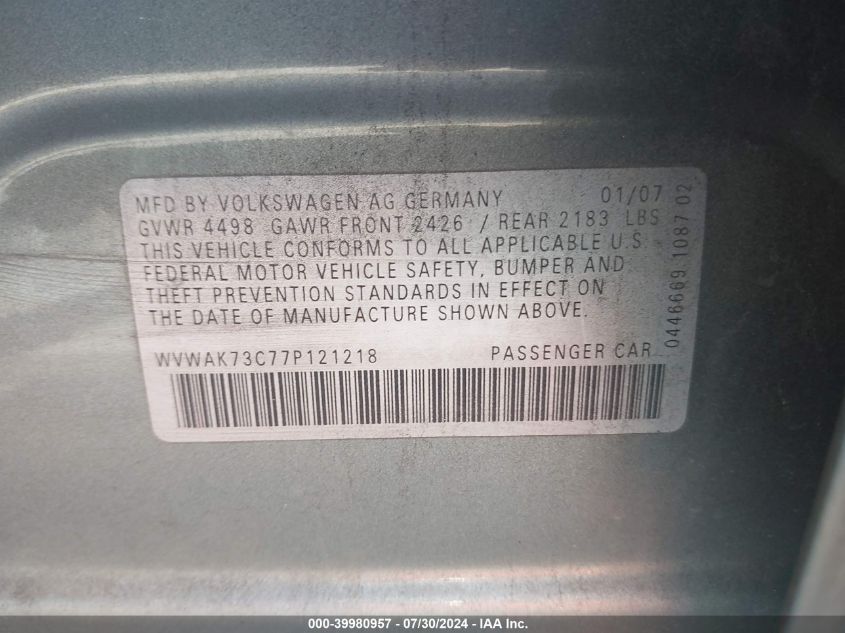 MFD BY VOLKSWAGEN AG GERMANY 01/07
GVWR 4498 GAWR FRONT 2426 / REAR 2183 LBS
THIS VEHICLE CONFORMS TO ALL APPLICABLE U.S.
FEDERAL MOTOR VEHICLE SAFETY, BUMPER AND
THEFT PREVENTION STANDARDS IN EFFECT ON
THE DATE OF MANUFACTURE SHOWN ABOVE.
WVWAK73C77P121218 PASSENGER CAR
0446669 1087 02
000-39980957 - 07/30/2024 - IAA Inc.